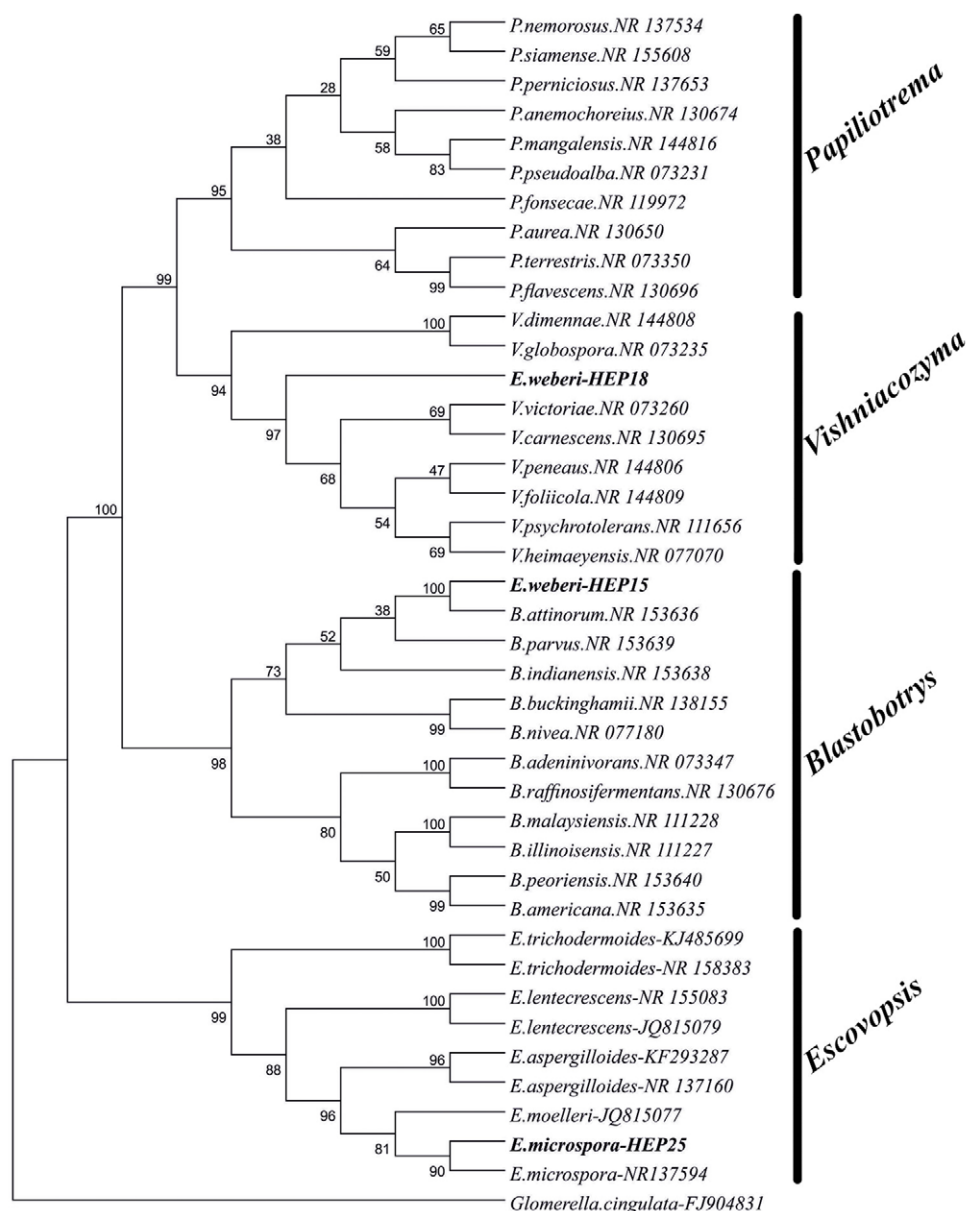 65
P.nemorosus.NR 137534
P.siamense.NR 155608
59
P.perniciosus.NR 137653
28
P.anemochoreius.NR 130674
58
P.mangalensis.NR 144816
83
P.pseudoalba.NR 073231
38
P.fonsecae.NR 119972
95
P.aurea.NR 130650
64
P.terrestris.NR 073350
99
P.flavescens.NR 130696
Papiliotrema
99
100
V.dimennae.NR 144808
V.globospora.NR 073235
94
E.weberi-HEP18
97
69
V.victoriae.NR 073260
V.carnescens.NR 130695
68
47
V.peneaus.NR 144806
V.foliicola.NR 144809
54
V.psychrotolerans.NR 111656
69
V.heimaeyensis.NR 077070
Vishniacozyma
100
100
E.weberi-HEP15
B.attinorum.NR 153636
38
B.parvus.NR 153639
52
B.indianensis.NR 153638
73
B.buckinghamii.NR 138155
99
B.nivea.NR 077180
98
100
B.adeninivorans.NR 073347
B.raffinosifermentans.NR 130676
80
100
B.malaysiensis.NR 111228
B.illinoisensis.NR 111227
50
B.peoriensis.NR 153640
99
B.americana.NR 153635
Blastobotrys
100
E.trichodermoides-KJ485699
E.trichodermoides-NR 158383
99
100
E.lentecrescens-NR 155083
E.lentecrescens-JQ815079
88
96
E.aspergilloides-KF293287
E.aspergilloides-NR 137160
96
E.moelleri-JQ815077
81
E.microspora-HEP25
90
E.microspora-NR137594
Escovopsis
Glomerella.cingulata-FJ904831